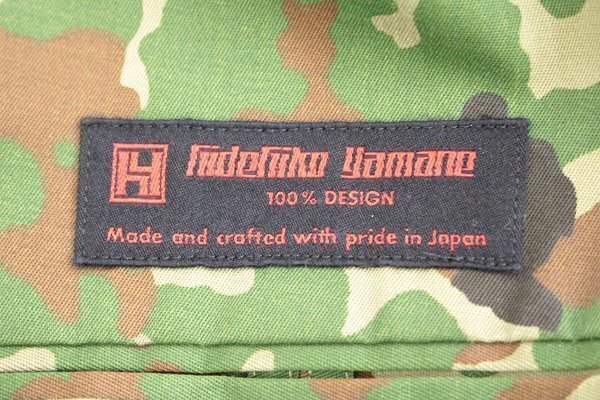 Hidehiko Yamane
100% DESIGN
Made and crafted with pride in Japan